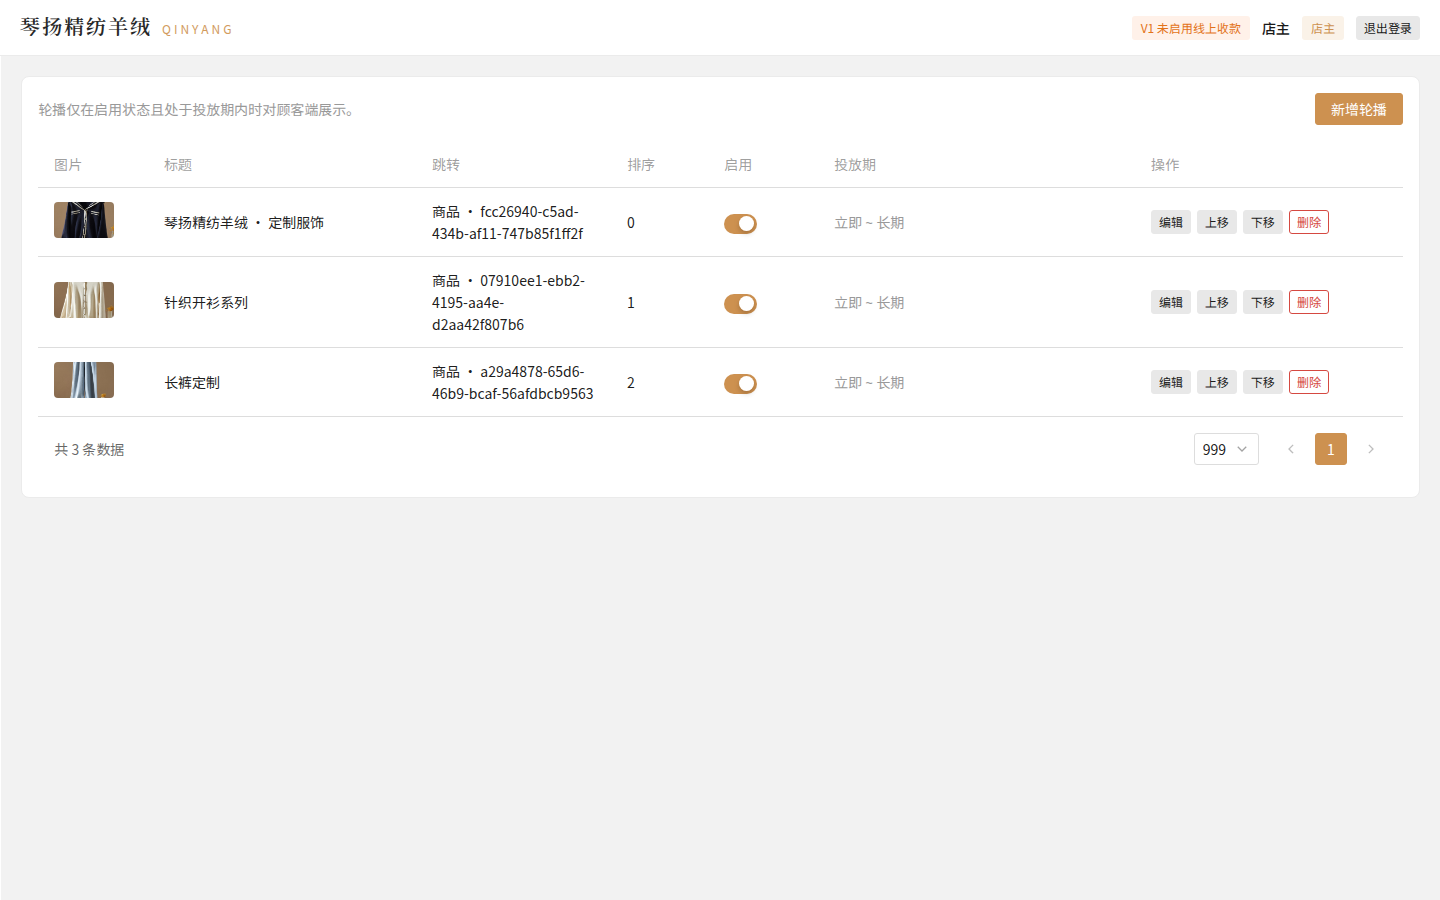 琴扬精纺羊绒 QINYANG
V1 未启用线上收款 店主 店主 退出登录
轮播仅在启用状态且处于投放期内时对顾客端展示。 新增轮播
图片 标题 跳转 排序 启用 投放期 操作
琴扬精纺羊绒 · 定制服饰 商品 · fcc26940-c5ad-
434b-af11-747b85f1ff2f 0 立即 ~ 长期 编辑 上移 下移 删除
针织开衫系列 商品 · 07910ee1-ebb2-
4195-aa4e-
d2aa42f807b6 1 立即 ~ 长期 编辑 上移 下移 删除
长裤定制 商品 · a29a4878-65d6-
46b9-bcaf-56afdbcb9563 2 立即 ~ 长期 编辑 上移 下移 删除
共 3 条数据 999 1